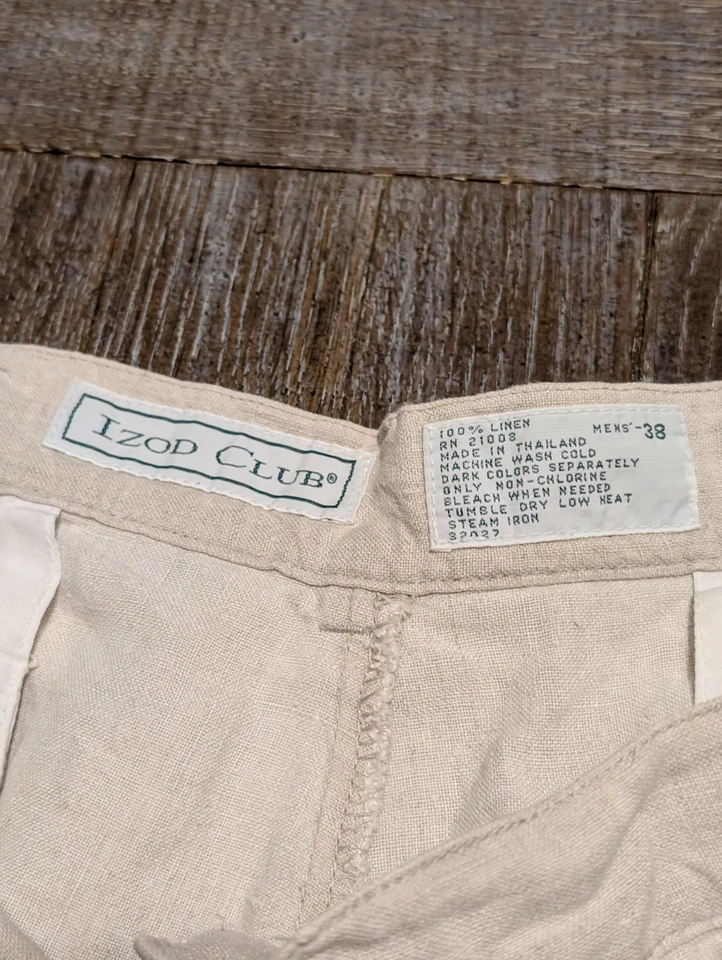 IZOD CLUB®
100% LINEN MENS'-38
RN 21008
MADE IN THAILAND
MACHINE WASH COLD
DARK COLORS SEPARATELY
ONLY NON-CHLORINE
BLEACH WHEN NEEDED
TUMBLE DRY LOW HEAT
STEAM IRON
32037